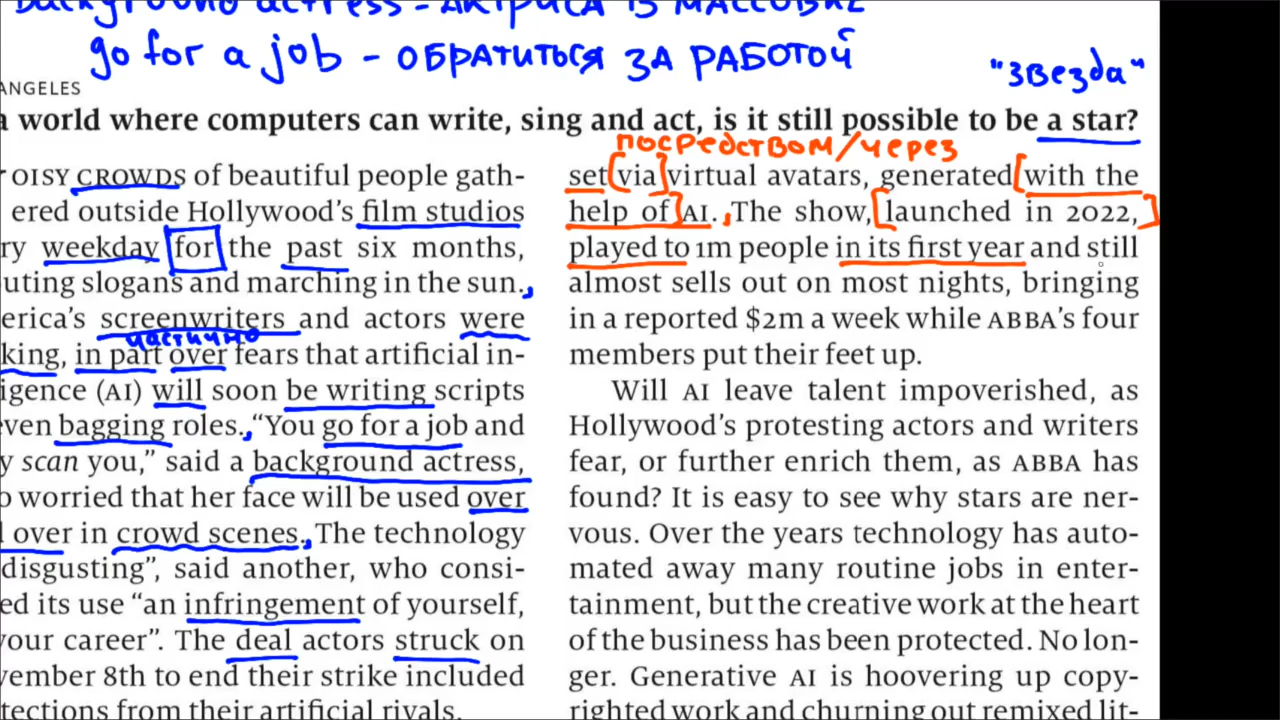 background actress - АКТРИСА ИЗ МАССОВКИ
go for a job - ОБРАТИТЬСЯ ЗА РАБОТОЙ
"звезда"
ANGELES
a world where computers can write, sing and act, is it still possible to be a star?
частично
OISY CROWDS of beautiful people gath-
ered outside Hollywood's film studios
ry weekday for the past six months,
uting slogans and marching in the sun.
erica's screenwriters and actors were
king, in part over fears that artificial in-
igence (AI) will soon be writing scripts
even bagging roles. "You go for a job and
y scan you," said a background actress,
o worried that her face will be used over
d over in crowd scenes. The technology
disgusting", said another, who consi-
ed its use "an infringement of yourself,
your career". The deal actors struck on
vember 8th to end their strike included
tections from their artificial rivals.
посредством/через
set via virtual avatars, generated with the
help of AI. The show, launched in 2022,
played to 1m people in its first year and still
almost sells out on most nights, bringing
in a reported $2m a week while ABBA's four
members put their feet up.
Will AI leave talent impoverished, as
Hollywood's protesting actors and writers
fear, or further enrich them, as ABBA has
found? It is easy to see why stars are ner-
vous. Over the years technology has auto-
mated away many routine jobs in enter-
tainment, but the creative work at the heart
of the business has been protected. No lon-
ger. Generative AI is hoovering up copy-
righted work and churning out remixed lit-